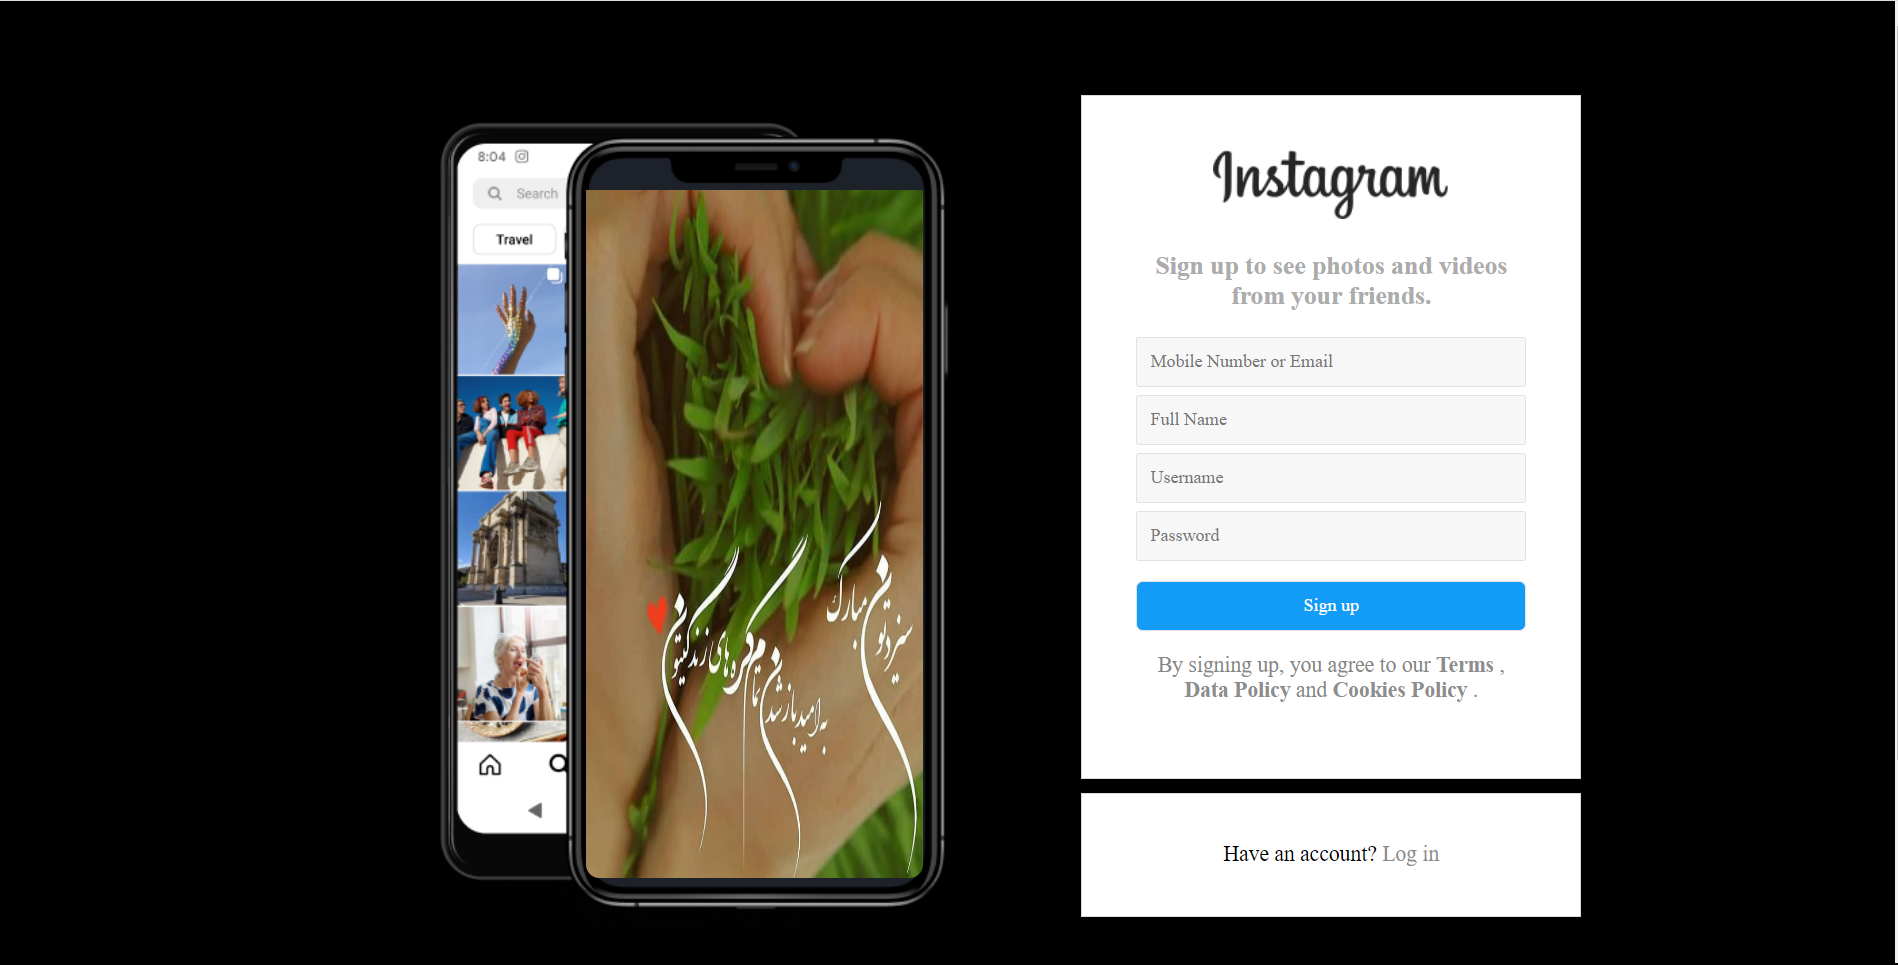 8:04
Search
Travel
سیزده‌تون مبارک
به امید باز شدن تمام گره های زندگیتون
Instagram
Sign up to see photos and videos
from your friends.
Mobile Number or Email
Full Name
Username
Password
Sign up
By signing up, you agree to our Terms ,
Data Policy and Cookies Policy .
Have an account? Log in